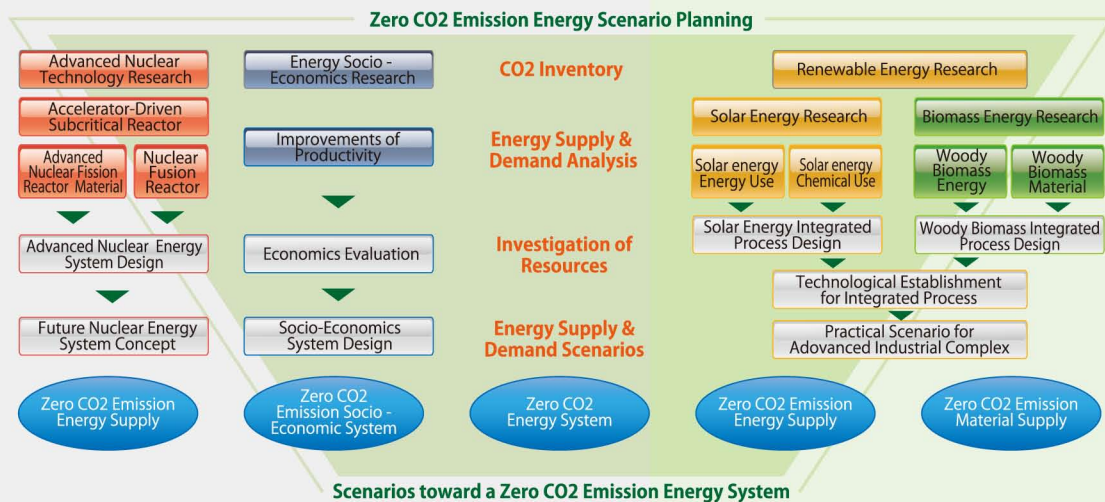 Zero CO2 Emission Energy Scenario Planning
Advanced Nuclear
Technology Research
Accelerator-Driven
Subcritical Reactor
Advanced
Nuclear Fission
Reactor Material
Nuclear
Fusion
Reactor
Advanced Nuclear Energy
System Design
Future Nuclear Energy
System Concept
Zero CO2 Emission
Energy Supply
Energy Socio -
Economics Research
Improvements of
Productivity
Economics Evaluation
Socio-Economics
System Design
Zero CO2
Emission Socio -
Economic System
CO2 Inventory
Energy Supply &
Demand Analysis
Investigation of
Resources
Energy Supply &
Demand Scenarios
Zero CO2
Energy System
Renewable Energy Research
Solar Energy Research
Solar energy
Energy Use
Solar energy
Chemical Use
Solar Energy Integrated
Process Design
Biomass Energy Research
Woody
Biomass
Energy
Woody
Biomass
Material
Woody Biomass Integrated
Process Design
Technological Establishment
for Integrated Process
Practical Scenario for
Adovanced Industrial Complex
Zero CO2 Emission
Energy Supply
Zero CO2 Emission
Material Supply
Scenarios toward a Zero CO2 Emission Energy System